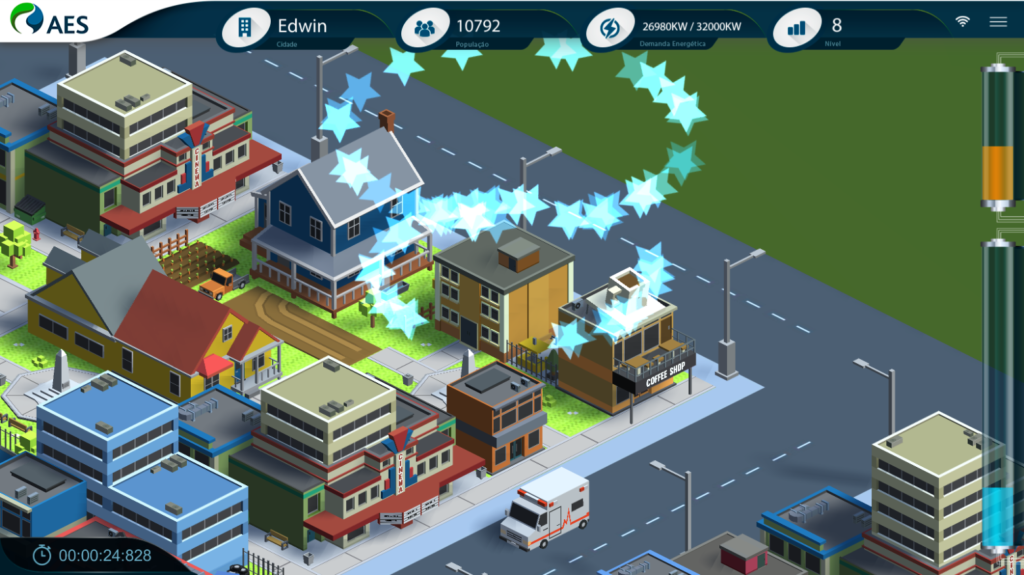 AES
Edwin
Cidade
10792
População
26980KW / 32000KW
Demanda Energética
8
Nível
CINEMA
COFFEE SHOP
CINEMA
00:00:24:828